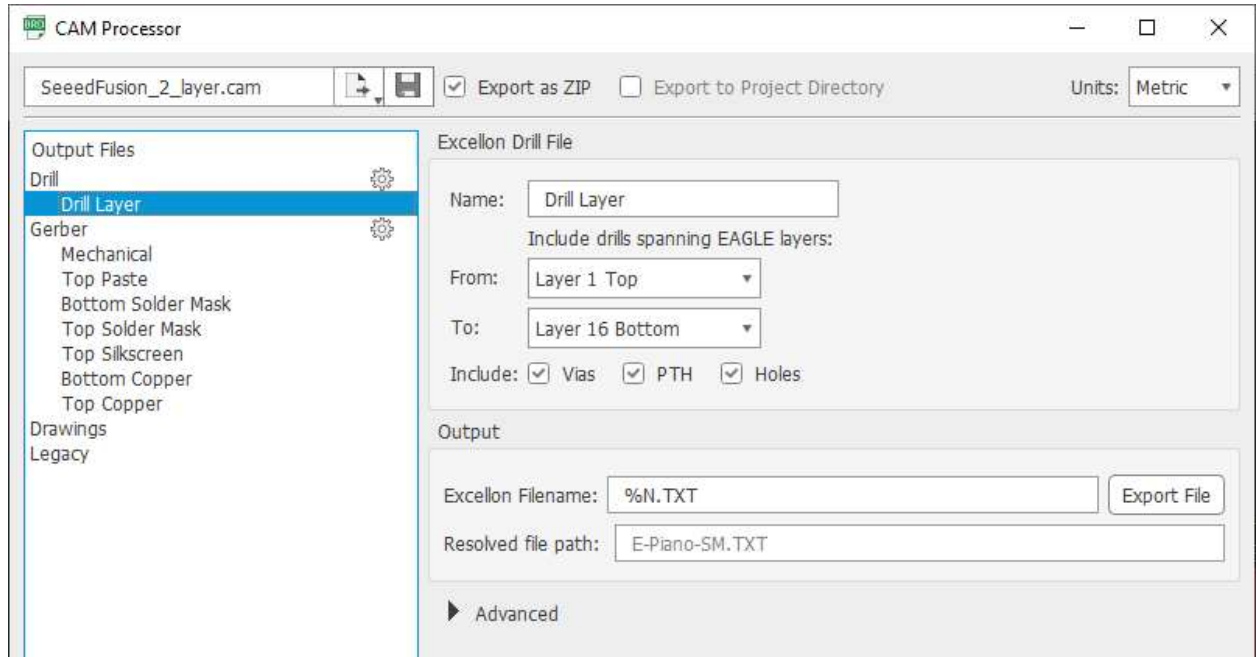 CAM Processor
SeeedFusion_2_layer.cam
Export as ZIP
Export to Project Directory
Units: Metric
Output Files
Drill
Drill Layer
Gerber
Mechanical
Top Paste
Bottom Solder Mask
Top Solder Mask
Top Silkscreen
Bottom Copper
Top Copper
Drawings
Legacy
Excellon Drill File
Name: Drill Layer
Include drills spanning EAGLE layers:
From: Layer 1 Top
To: Layer 16 Bottom
Include: Vias PTH Holes
Output
Excellon Filename: %N.TXT Export File
Resolved file path: E-Piano-SM.TXT
Advanced